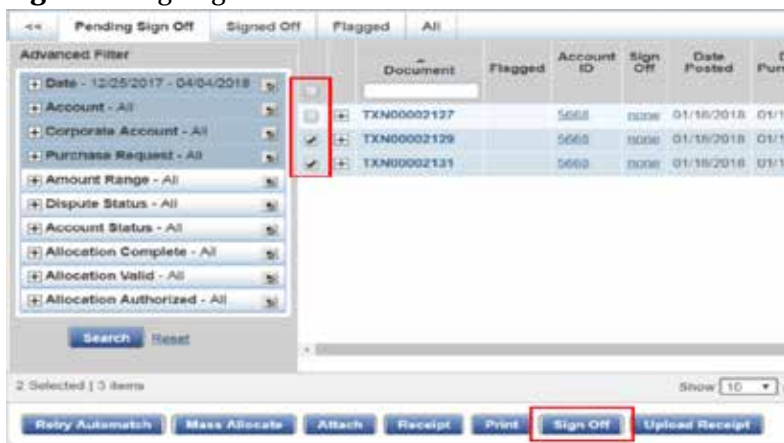 << Pending Sign Off Signed Off Flagged All
Advanced Filter
Date - 12/25/2017 - 04/04/2018
Account - All
Corporate Account - All
Purchase Request - All
Amount Range - All
Dispute Status - All
Account Status - All
Allocation Complete - All
Allocation Valid - All
Allocation Authorized - All
Search Reset
Document Flagged Account ID Sign Off Date Posted
TXN00002127 5668 none 01/18/2018
TXN00002129 5668 none 01/18/2018
TXN00002131 5668 none 01/18/2018
2 Selected | 3 items Show 10
Retry Automatch Mass Allocate Attach Receipt Print Sign Off Upload Receipt